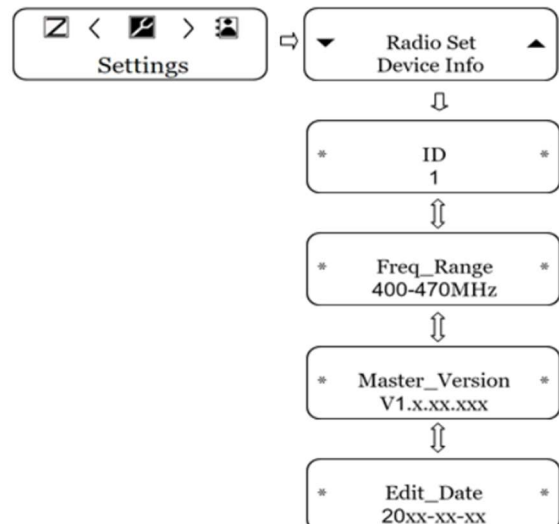 Settings
Radio Set
Device Info
* ID *
1
* Freq_Range *
400-470MHz
* Master_Version *
V1.x.xx.xxx
* Edit_Date *
20xx-xx-xx